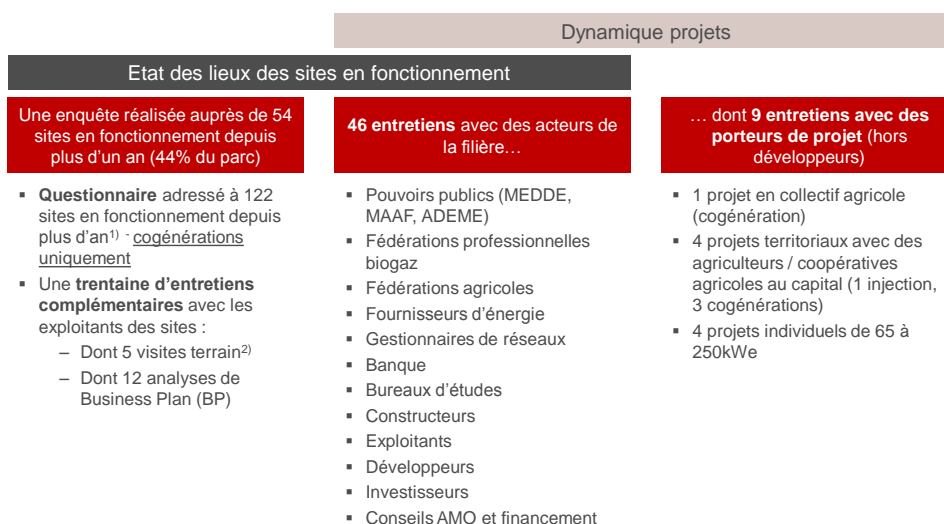 Dynamique projets
Etat des lieux des sites en fonctionnement
Une enquête réalisée auprès de 54
sites en fonctionnement depuis
plus d'un an (44% du parc)
▪ Questionnaire adressé à 122
sites en fonctionnement depuis
plus d'an1) - cogénérations
uniquement
▪ Une trentaine d'entretiens
complémentaires avec les
exploitants des sites :
– Dont 5 visites terrain2)
– Dont 12 analyses de
Business Plan (BP)
46 entretiens avec des acteurs de
la filière…
▪ Pouvoirs publics (MEDDE,
MAAF, ADEME)
▪ Fédérations professionnelles
biogaz
▪ Fédérations agricoles
▪ Fournisseurs d'énergie
▪ Gestionnaires de réseaux
▪ Banque
▪ Bureaux d'études
▪ Constructeurs
▪ Exploitants
▪ Développeurs
▪ Investisseurs
▪ Conseils AMO et financement
… dont 9 entretiens avec des
porteurs de projet (hors
développeurs)
▪ 1 projet en collectif agricole
(cogénération)
▪ 4 projets territoriaux avec des
agriculteurs / coopératives
agricoles au capital (1 injection,
3 cogénérations)
▪ 4 projets individuels de 65 à
250kWe